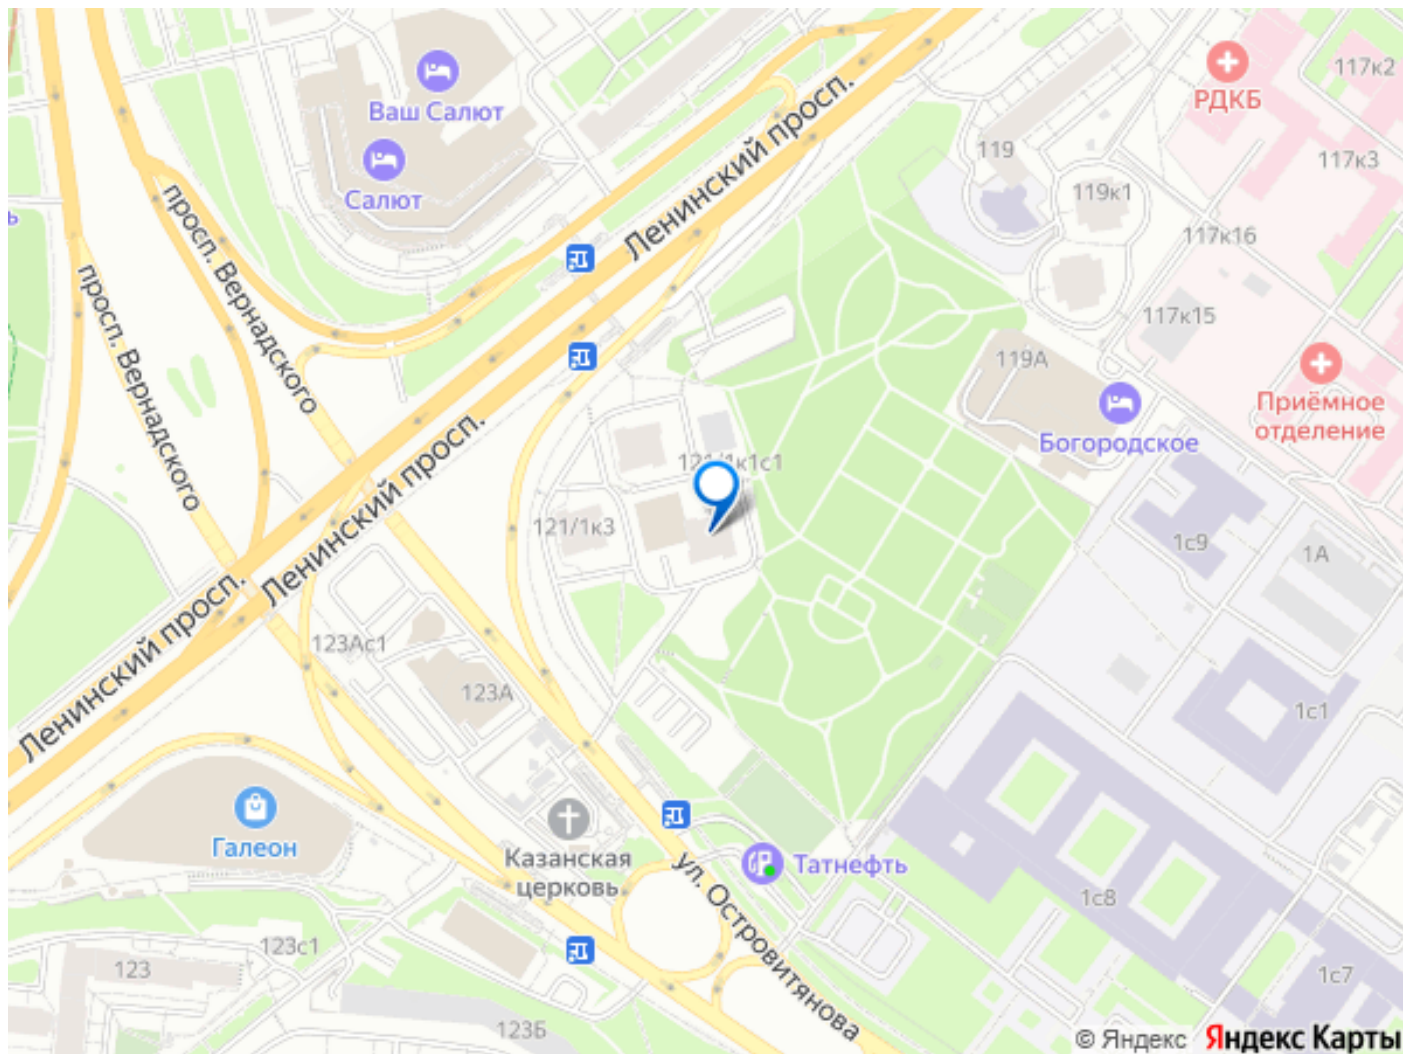 117к2
РДКБ
Ваш Салют
Ленинский просп.
119
117к3
Салют
119к1
просп. Вернадского
117к16
просп. Вернадского
117к15
119А
Приёмное
отделение
Богородское
Ленинский просп.
121/1к1с1
121/1к3
1с9
1А
Ленинский просп.
123Ас1
123А
1с1
Галеон
Казанская
церковь
Татнефть
ул. Островитянова
1с8
123с1
123
1с7
123Б
© Яндекс Яндекс Карты